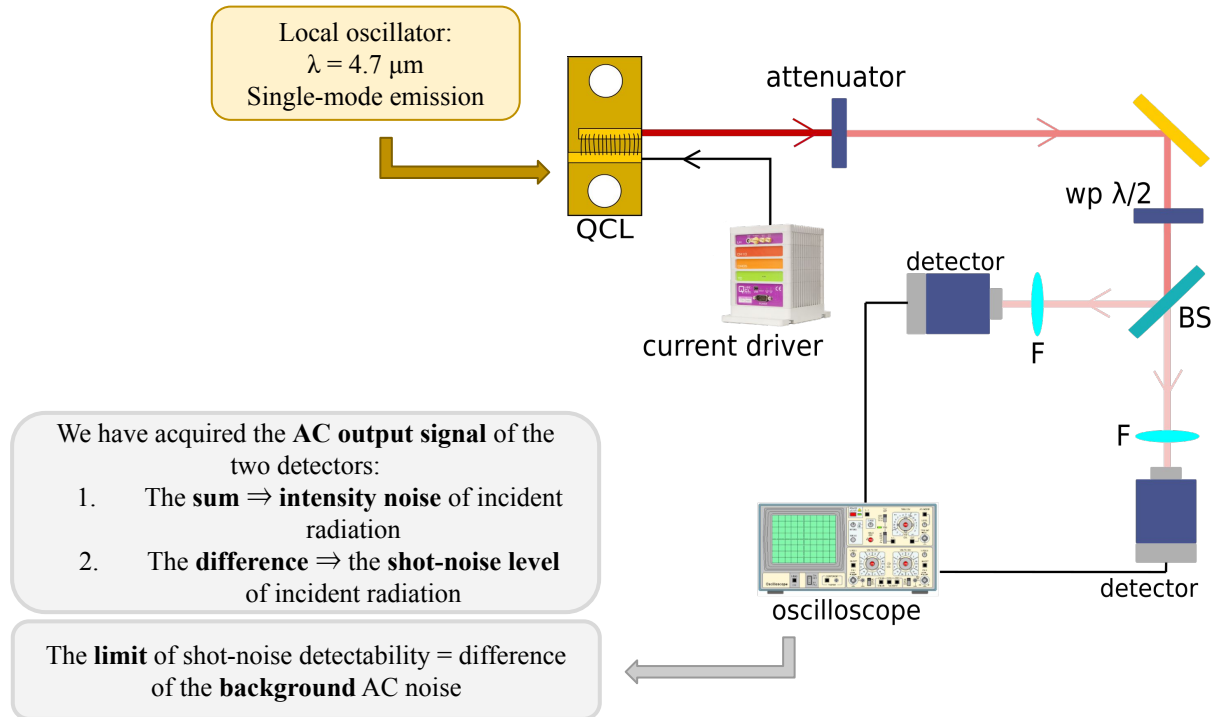 Local oscillator:
λ = 4.7 μm
Single-mode emission
attenuator
QCL
wp λ/2
detector
BS
F
current driver
F
We have acquired the AC output signal of the
two detectors:
1. The sum ⇒ intensity noise of incident
radiation
2. The difference ⇒ the shot-noise level
of incident radiation
detector
oscilloscope
The limit of shot-noise detectability = difference
of the background AC noise